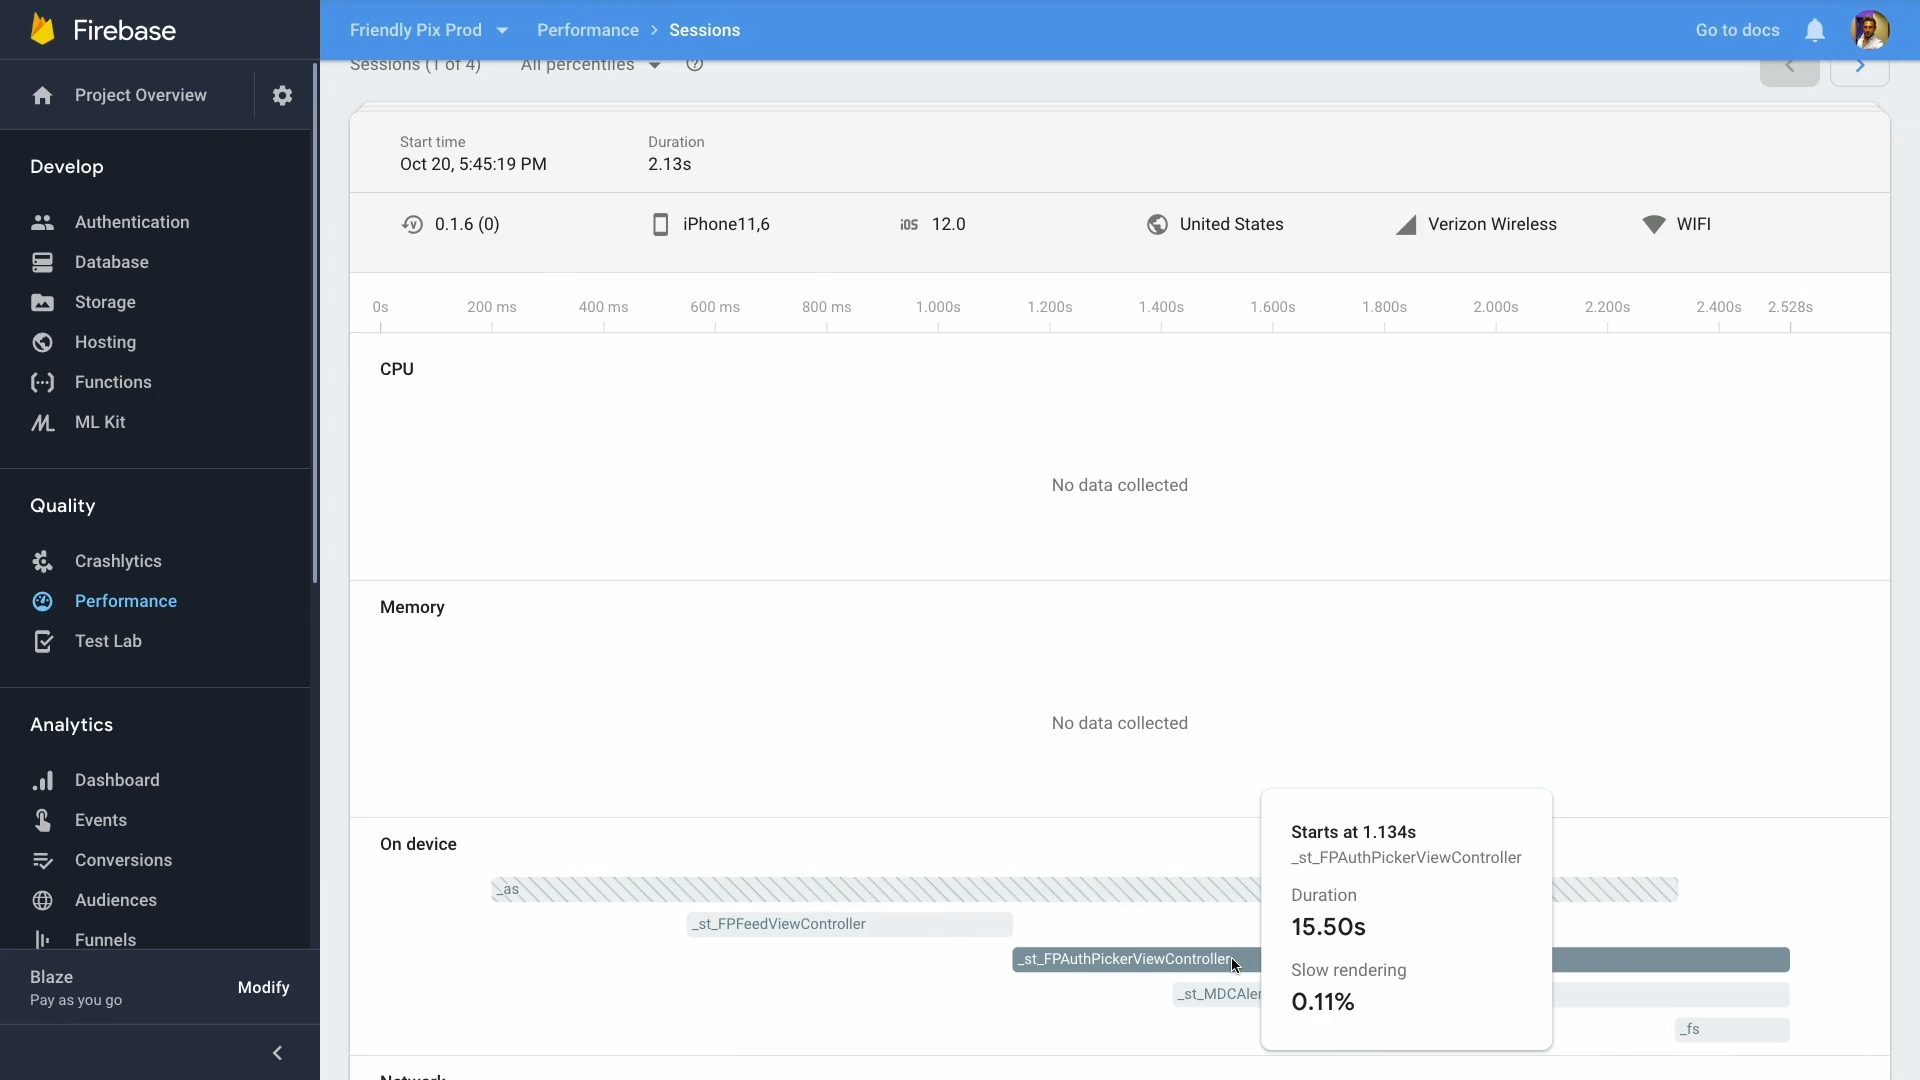 Firebase
Friendly Pix Prod
Performance
Sessions
Go to docs
Sessions (1 of 4)
All percentiles
Project Overview
Develop
Authentication
Database
Storage
Hosting
Functions
ML Kit
Quality
Crashlytics
Performance
Test Lab
Analytics
Dashboard
Events
Conversions
Audiences
Funnels
Blaze
Pay as you go
Modify
Start time
Oct 20, 5:45:19 PM
Duration
2.13s
0.1.6 (0)
iPhone11,6
iOS 12.0
United States
Verizon Wireless
WIFI
0s 200 ms 400 ms 600 ms 800 ms 1.000s 1.200s 1.400s 1.600s 1.800s 2.000s 2.200s 2.400s 2.528s
CPU
No data collected
Memory
No data collected
On device
_as
_st_FPFeedViewController
_st_FPAuthPickerViewController
_st_MDCAler
_fs
Starts at 1.134s
_st_FPAuthPickerViewController
Duration
15.50s
Slow rendering
0.11%
Network